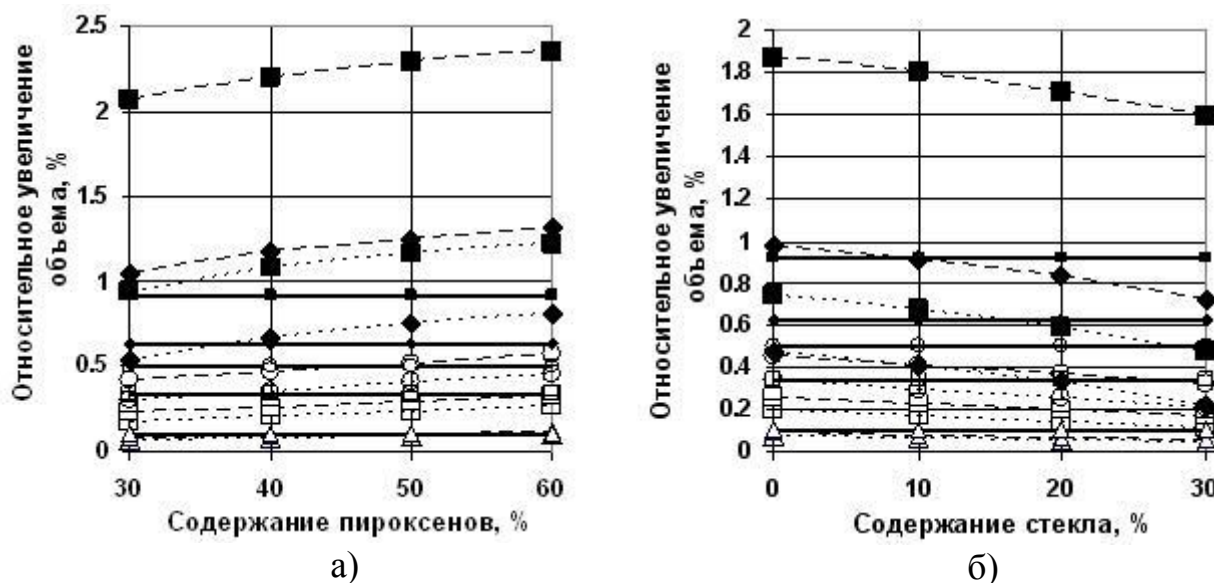 Относительное увеличение
объема, %
2.5
2
1.5
1
0.5
0
30 40 50 60
Содержание пироксенов, %
а)
Относительное увеличение
объема, %
2
1.8
1.6
1.4
1.2
1
0.8
0.6
0.4
0.2
0
0 10 20 30
Содержание стекла, %
б)